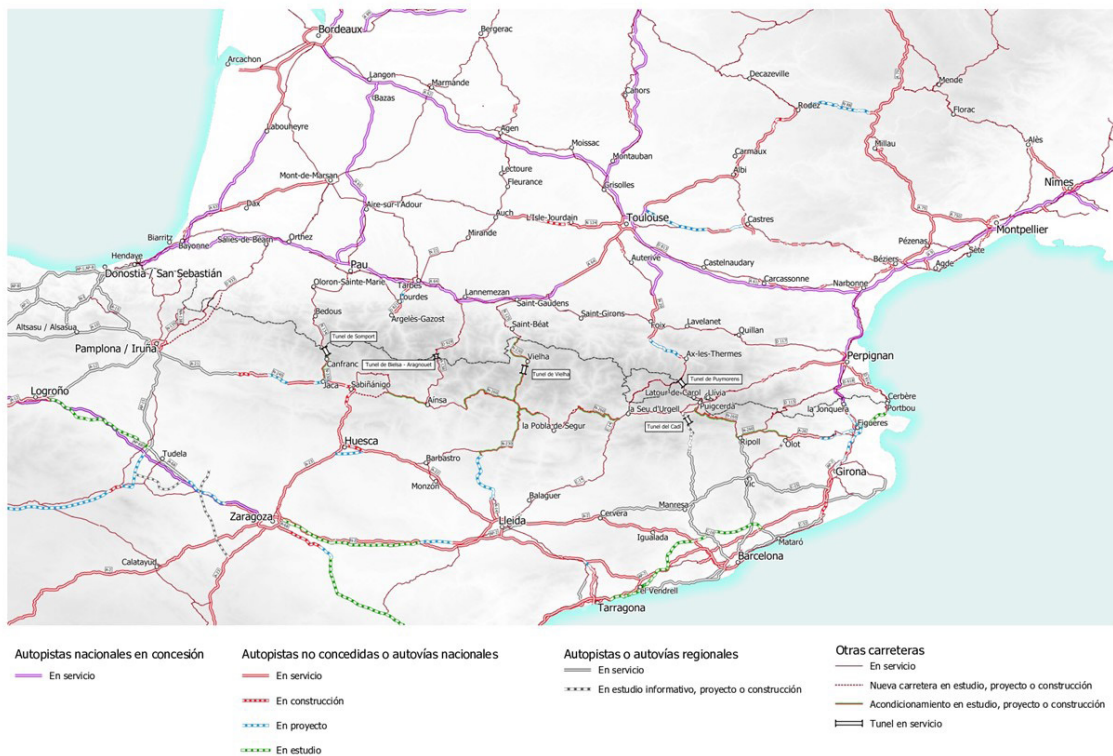 Bordeaux
Bergerac
Arcachon
Langon
Marmande
Bazas
Cahors
Decazeville
Rodez
Mende
Florac
Labouheyre
Agen
Moissac
Montauban
Carmaux
Millau
Alès
Mont-de-Marsan
Lectoure
Fleurance
Grisolles
Albi
Nîmes
Dax
Aire-sur-l'Adour
Auch
L'Isle-Jourdain
Toulouse
Castres
Montpellier
Biarritz
Bayonne
Salies-de-Béarn
Orthez
Mirande
Pézenas
Sète
Hendaye
Donostia / San Sebastián
Pau
Auterive
Castelnaudary
Béziers
Agde
Oloron-Sainte-Marie
Tarbes
Lourdes
Lannemezan
Saint-Gaudens
Carcassonne
Narbonne
Altsasu / Alsasua
Bedous
Argelès-Gazost
Saint-Girons
Foix
Lavelanet
Quillan
Pamplona / Iruña
Tunel de Somport
Saint-Béat
Canfranc
Tunel de Bielsa - Aragnouet
Vielha
Tunel de Vielha
Ax-les-Thermes
Perpignan
Tunel de Puymorens
Logroño
Jaca
Sabiñánigo
Aínsa
Latour-de-Carol
Llívia
Puigcerdà
la Seu d'Urgell
Cerbère
Portbou
la Jonquera
Tunel del Cadí
la Pobla de Segur
Figueres
Tudela
Huesca
Ripoll
Olot
Barbastro
Monzón
Girona
Vic
Balaguer
Manresa
Zaragoza
Lleida
Cervera
Igualada
Mataró
Calatayud
Barcelona
el Vendrell
Tarragona
Autopistas nacionales en concesión
En servicio
Autopistas no concedidas o autovías nacionales
En servicio
En construcción
En proyecto
En estudio
Autopistas o autovías regionales
En servicio
En estudio informativo, proyecto o construcción
Otras carreteras
En servicio
Nueva carretera en estudio, proyecto o construcción
Acondicionamiento en estudio, proyecto o construcción
Tunel en servicio